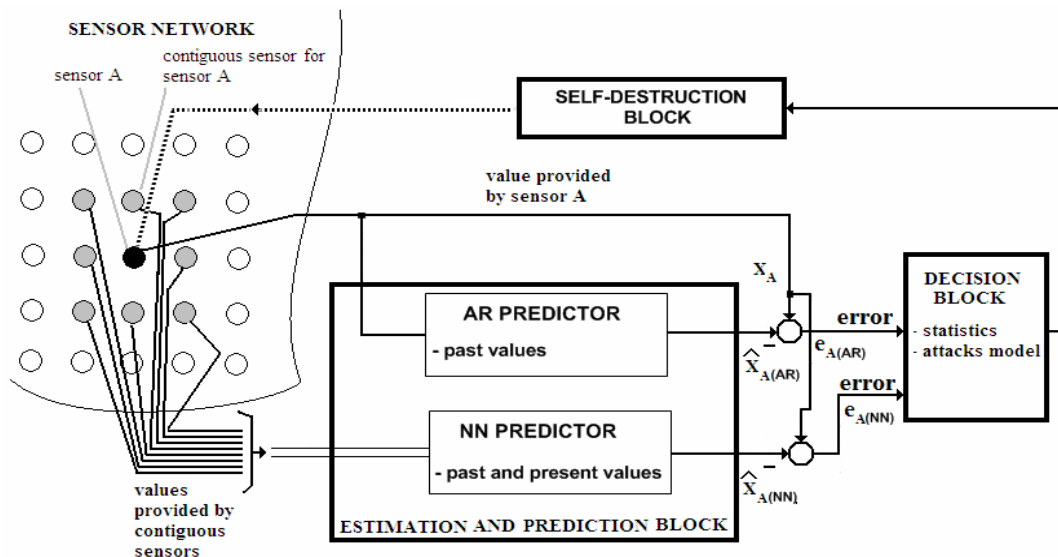 SENSOR NETWORK
sensor A
contiguous sensor for
sensor A
SELF-DESTRUCTION
BLOCK
value provided
by sensor A
x_A
AR PREDICTOR
- past values
-
x̂_A(AR)
error
e_A(AR)
DECISION
BLOCK
- statistics
- attacks model
error
e_A(NN)
NN PREDICTOR
- past and present values
-
x̂_A(NN)
values
provided by
contiguous
sensors
ESTIMATION AND PREDICTION BLOCK